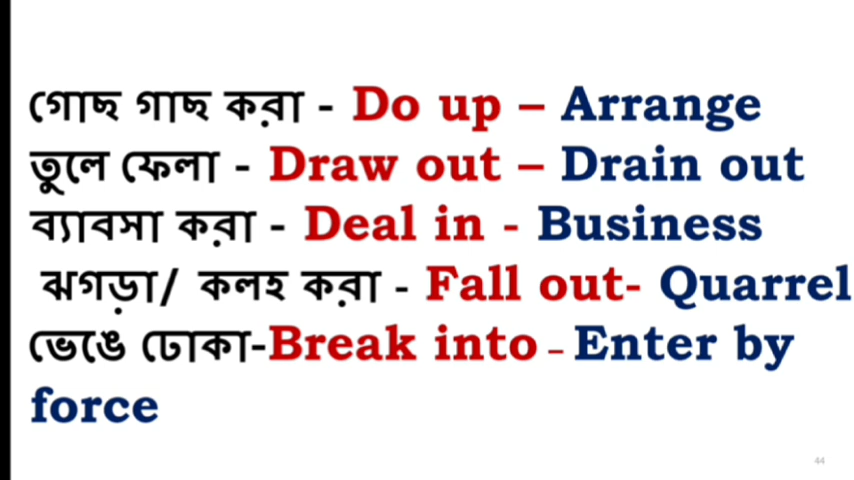 গোছ গাছ করা - Do up – Arrange
তুলে ফেলা - Draw out – Drain out
ব্যাবসা করা - Deal in - Business
ঝগড়া/ কলহ করা - Fall out- Quarrel
ভেঙে ঢোকা-Break into – Enter by
force
44